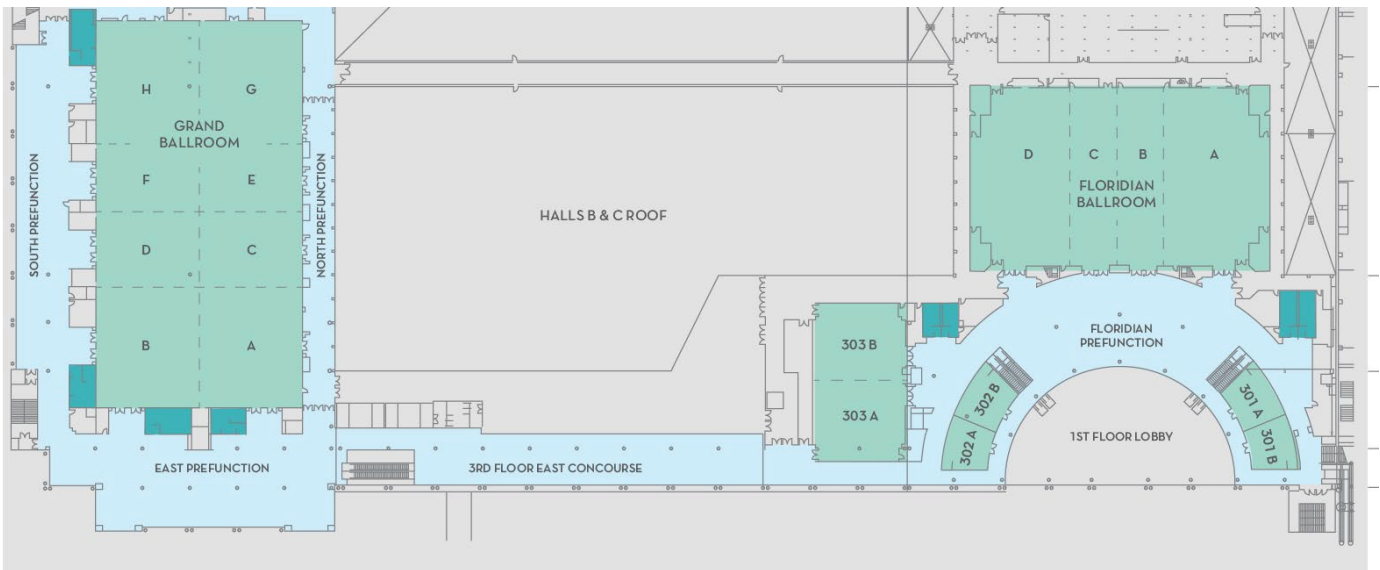 H
G
GRAND
BALLROOM
F
E
D
C
B
A
SOUTH PREFUNCTION
NORTH PREFUNCTION
EAST PREFUNCTION
HALLS B & C ROOF
3RD FLOOR EAST CONCOURSE
303 B
303 A
D
C
B
A
FLORIDIAN
BALLROOM
FLORIDIAN
PREFUNCTION
302 B
302 A
1ST FLOOR LOBBY
301 A
301 B